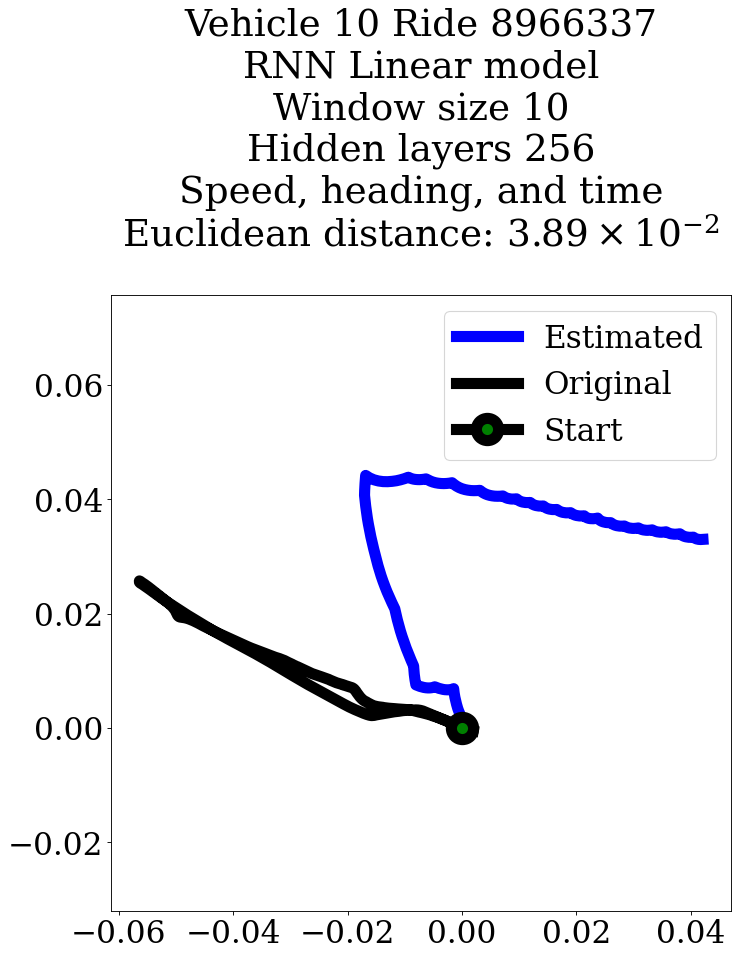 Vehicle 10 Ride 8966337
RNN Linear model
Window size 10
Hidden layers 256
Speed, heading, and time
Euclidean distance: 3.89 × 10⁻²
Estimated
Original
Start
0.06
0.04
0.02
0.00
−0.02
−0.06 −0.04 −0.02 0.00 0.02 0.04